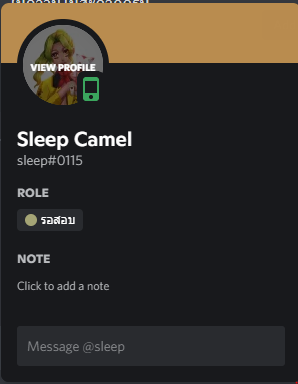 VIEW PROFILE
Sleep Camel
sleep#0115
ROLE
รอสอบ
NOTE
Click to add a note
Message @sleep